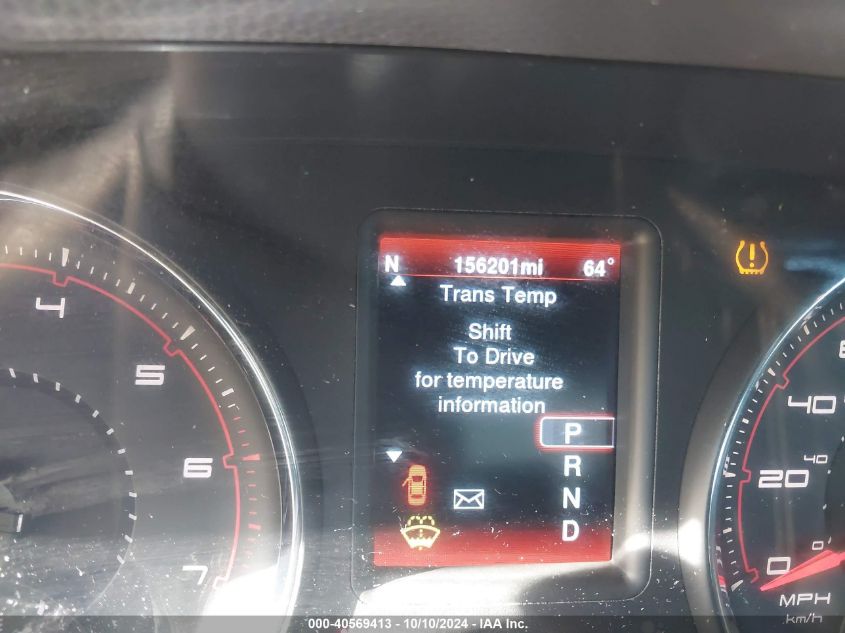 N 156201mi 64°
Trans Temp
Shift
To Drive
for temperature
information
P
R
N
D
4
5
6
7
40
40
20
0
0
MPH
km/h
000-40569413 - 10/10/2024 - IAA Inc.